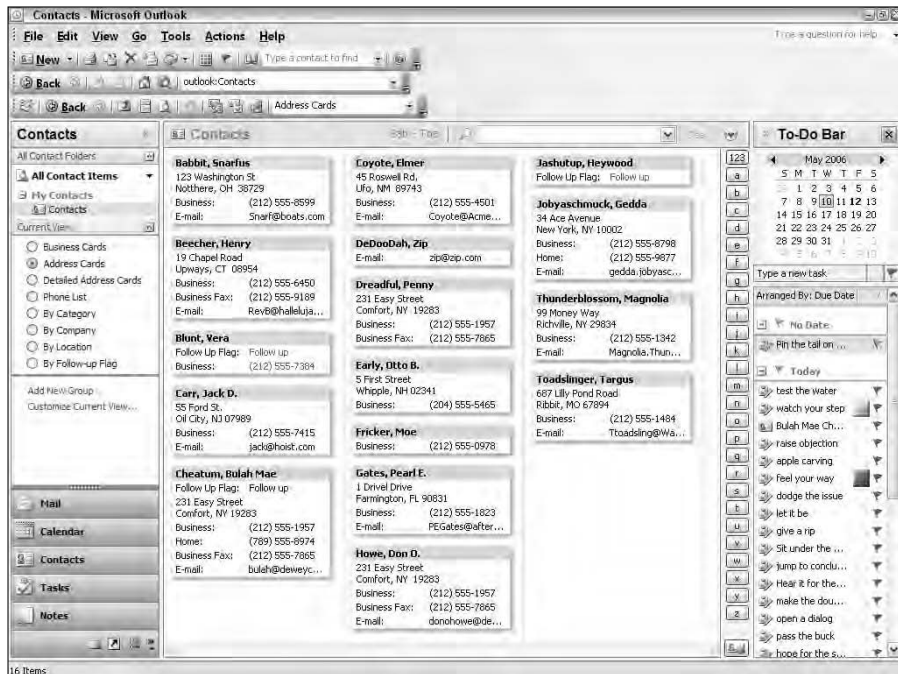 Contacts - Microsoft Outlook
File Edit View Go Tools Actions Help
Type a question for help
New
Type a contact to find
Back
outlook:Contacts
Back
Address Cards
Contacts
All Contact Folders
All Contact Items
My Contacts
Contacts
Current View
Business Cards
Address Cards
Detailed Address Cards
Phone List
By Category
By Company
By Location
By Follow-up Flag
Add New Group
Customize Current View...
Mail
Calendar
Contacts
Tasks
Notes
16 Items
Contacts
Babbit, Snarfus
123 Washington St
Notthere, OH 38729
Business: (212) 555-8599
E-mail: Snarf@boats.com
Beecher, Henry
19 Chapel Road
Upways, CT 08954
Business: (212) 555-6450
Business Fax: (212) 555-9189
E-mail: RevB@halleluja...
Blunt, Vera
Follow Up Flag: Follow up
Business: (212) 555-7384
Carr, Jack D.
55 Ford St.
Oil City, NJ 07989
Business: (212) 555-7415
E-mail: jack@hoist.com
Cheatum, Bulah Mae
Follow Up Flag: Follow up
231 Easy Street
Comfort, NY 19283
Business: (212) 555-1957
Home: (789) 555-8974
Business Fax: (212) 555-7865
E-mail: bulah@deweyc...
Coyote, Elmer
45 Roswell Rd,
Ufo, NM 89743
Business: (212) 555-4501
E-mail: Coyote@Acme...
DeDooDah, Zip
E-mail: zip@zip.com
Dreadful, Penny
231 Easy Street
Comfort, NY 19283
Business: (212) 555-1957
Business Fax: (212) 555-7865
Early, Otto B.
5 First Street
Whipple, NH 02341
Business: (204) 555-5465
Fricker, Moe
Business: (212) 555-0978
Gates, Pearl E.
1 Drivel Drive
Farmington, FL 90831
Business: (212) 555-1823
E-mail: PEGates@after...
Howe, Don O.
231 Easy Street
Comfort, NY 19283
Business: (212) 555-1957
Business Fax: (212) 555-7865
E-mail: donohowe@de...
Jashutup, Heywood
Follow Up Flag: Follow up
Jobyaschmuck, Gedda
34 Ace Avenue
New York, NY 10002
Business: (212) 555-8798
Home: (212) 555-9877
E-mail: gedda.jobyasc...
Thunderblossom, Magnolia
99 Money Way
Richville, NY 29834
Business: (212) 555-1342
E-mail: Magnolia.Thun...
Toadslinger, Targus
687 Lilly Pond Road
Ribbit, MO 67894
Business: (212) 555-1484
E-mail: Ttoadsling@Wa...
123
a
b
c
d
e
f
g
h
i
j
k
l
m
n
o
p
q
r
s
t
u
v
w
x
y
z
To-Do Bar
May 2006
S M T W T F S
1 2 3 4 5 6
7 8 9 10 11 12 13
14 15 16 17 18 19 20
21 22 23 24 25 26 27
28 29 30 31
Type a new task
Arranged By: Due Date
No Date
Pin the tail on ...
Today
test the water
watch your step
Bulah Mae Ch...
raise objection
apple carving
feel your way
dodge the issue
let it be
give a rip
Sit under the ...
jump to conclu...
Hear it for the...
make the dou...
open a dialog
pass the buck
hope for the s...